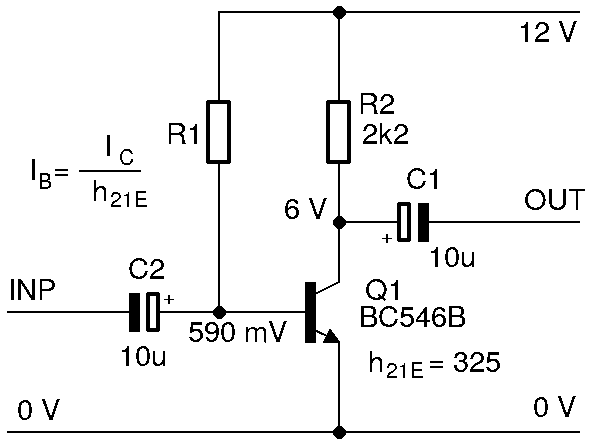 12 V
R2
2k2
R1
I_B = I_C / h_21E
C1
6 V
OUT
+
10u
C2
INP
+
Q1
590 mV
BC546B
10u
h_21E = 325
0 V
0 V